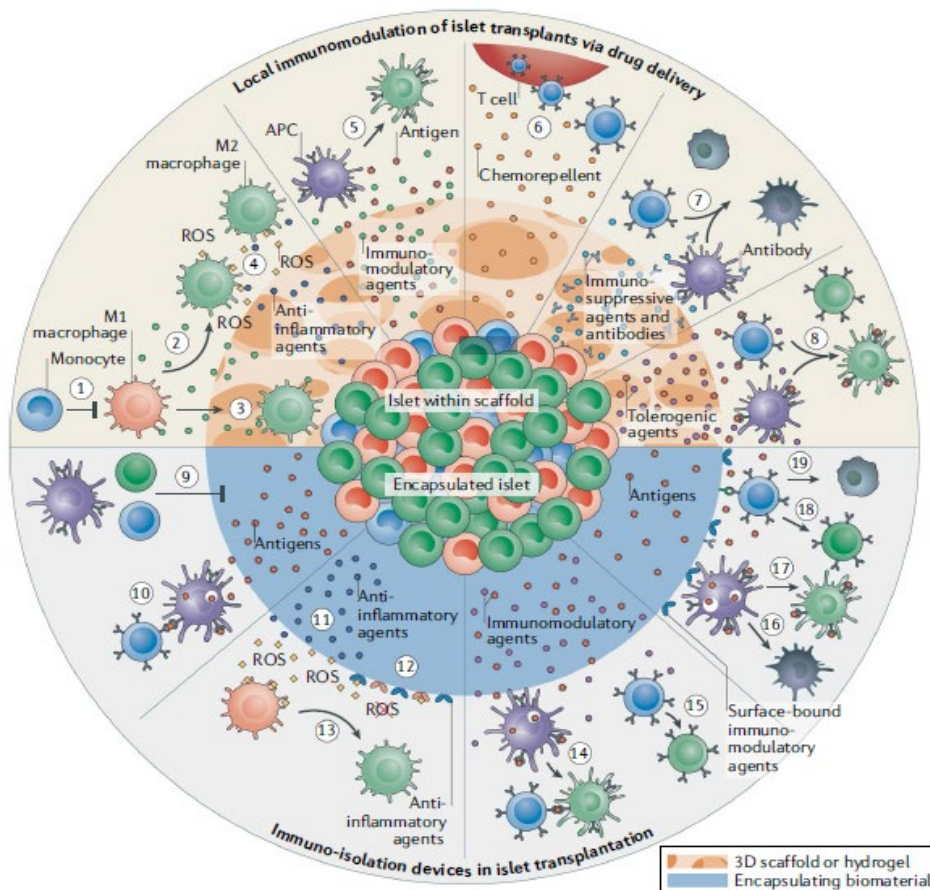 Local immunomodulation of islet transplants via drug delivery
T cell
6
5
APC
Antigen
M2
macrophage
Chemorepellent
7
ROS
4
ROS
Immuno-
modulatory
agents
Antibody
Immuno-
suppressive
agents and
antibodies
M1
macrophage
ROS
Anti-
inflammatory
agents
2
8
Monocyte
1
3
Islet within scaffold
Tolerogenic
agents
9
Encapsulated islet
19
Antigens
18
Antigens
17
10
Anti-
inflammatory
agents
11
Immunomodulatory
agents
16
12
ROS
ROS
ROS
15
Surface-bound
immuno-
modulatory
agents
13
14
Anti-
inflammatory
agents
Immuno-isolation devices in islet transplantation
3D scaffold or hydrogel
Encapsulating biomaterial